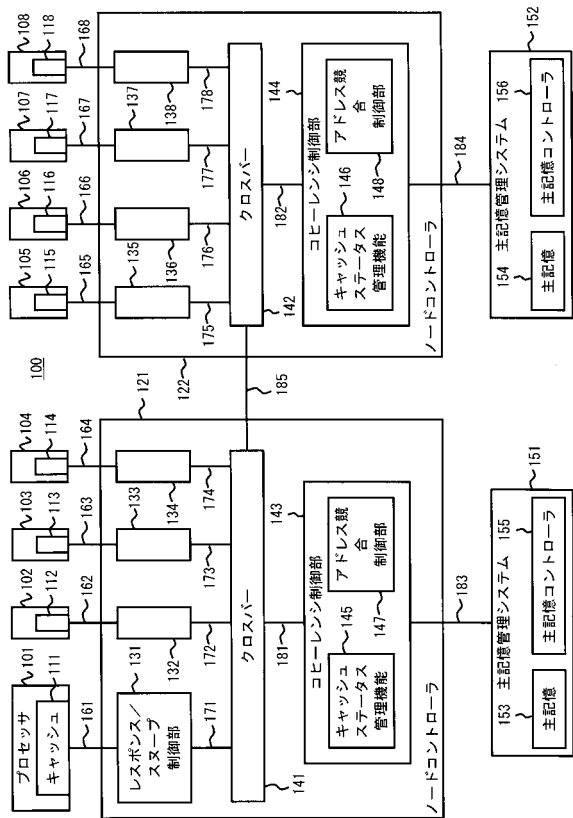 100
101
プロセッサ
111
キャッシュ
102
112
103
113
104
114
105
115
106
116
107
117
108
118
161
162
163
164
165
166
167
168
121
122
131
レスポンス/
スヌープ
制御部
132
133
134
135
136
137
138
171
172
173
174
175
176
177
178
クロスバー
141
185
クロスバー
142
181
182
143
コヒーレンシ制御部
145
キャッシュ
ステータス
管理機能
アドレス競
合
制御部
147
ノードコントローラ
144
コヒーレンシ制御部
146
キャッシュ
ステータス
管理機能
アドレス競
合
制御部
148
ノードコントローラ
183
184
151
主記憶管理システム
153
主記憶
155
主記憶コントローラ
152
主記憶管理システム
154
主記憶
156
主記憶コントローラ